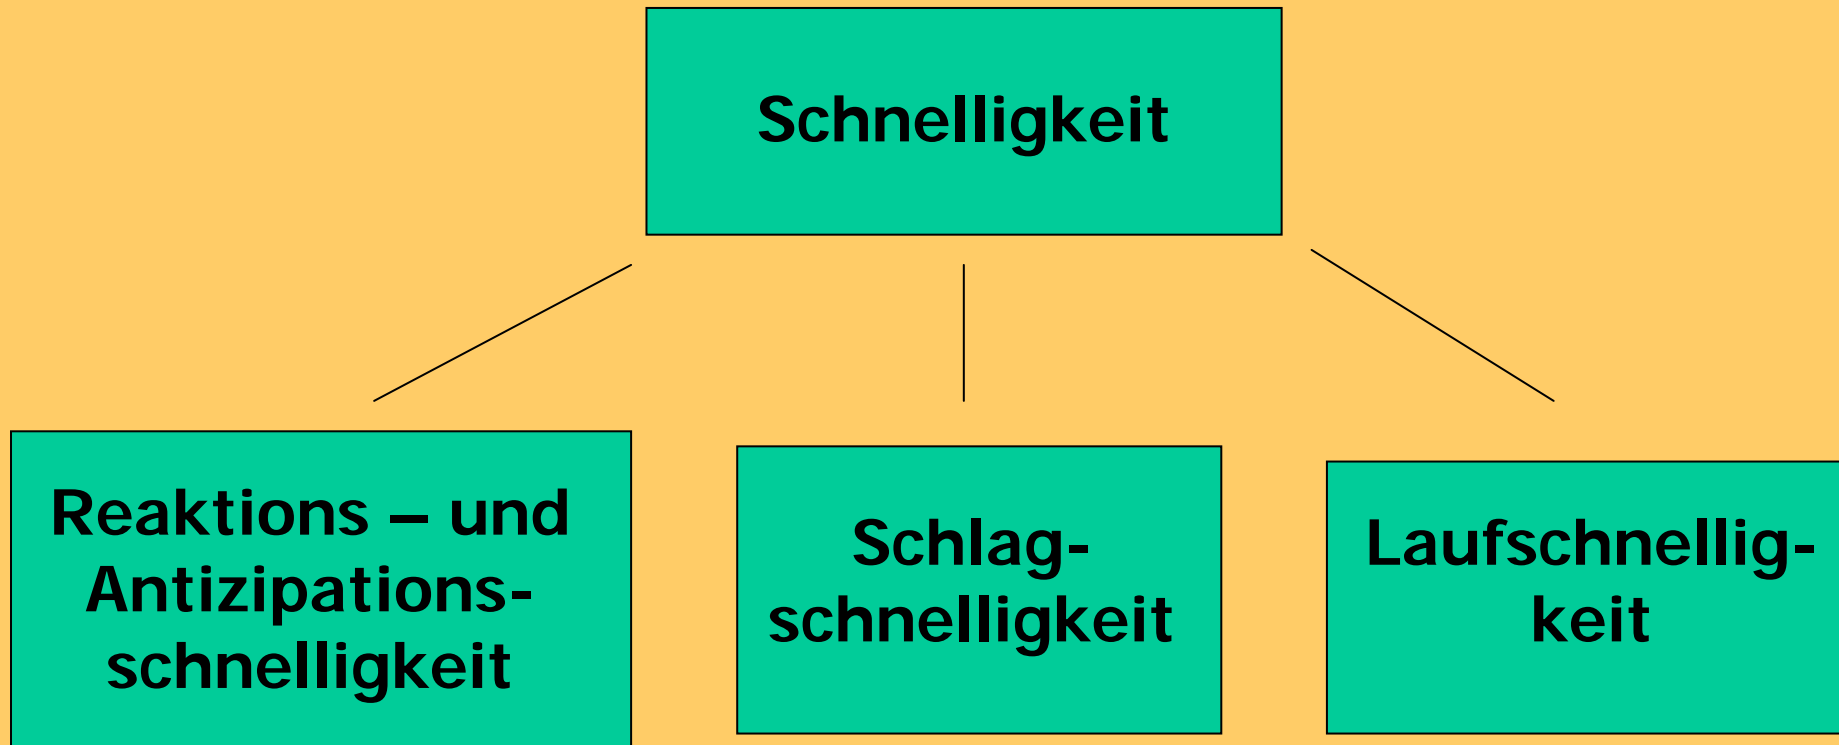 Schnelligkeit
Reaktions – und
Antizipations-
schnelligkeit
Schlag-
schnelligkeit
Laufschnellig-
keit